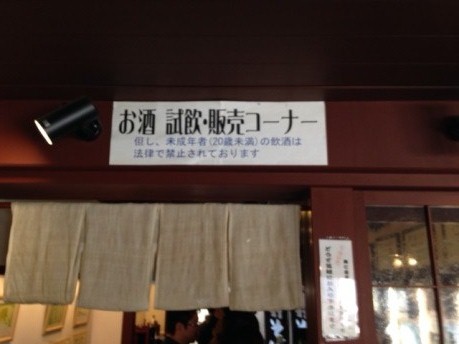 お酒 試飲・販売コーナー
但し、未成年者(20歳未満)の飲酒は
法律で禁止されております